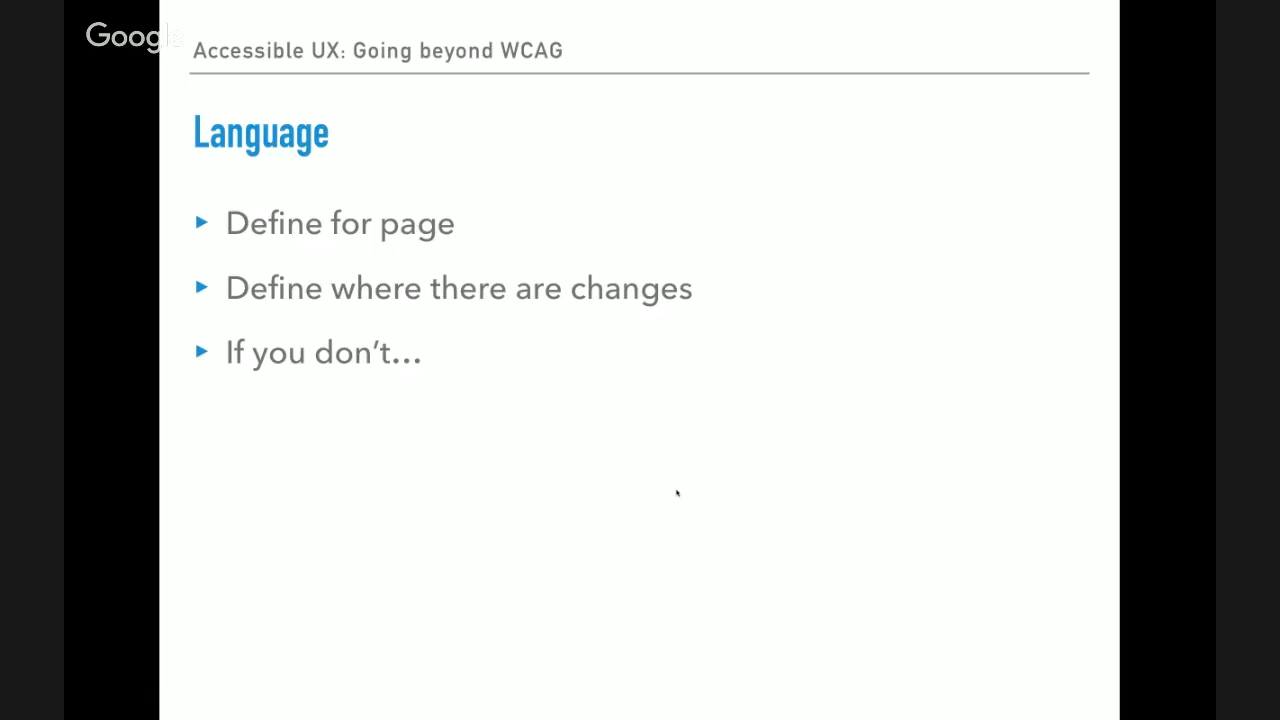 Google
Accessible UX: Going beyond WCAG
Language
Define for page
Define where there are changes
If you don’t…